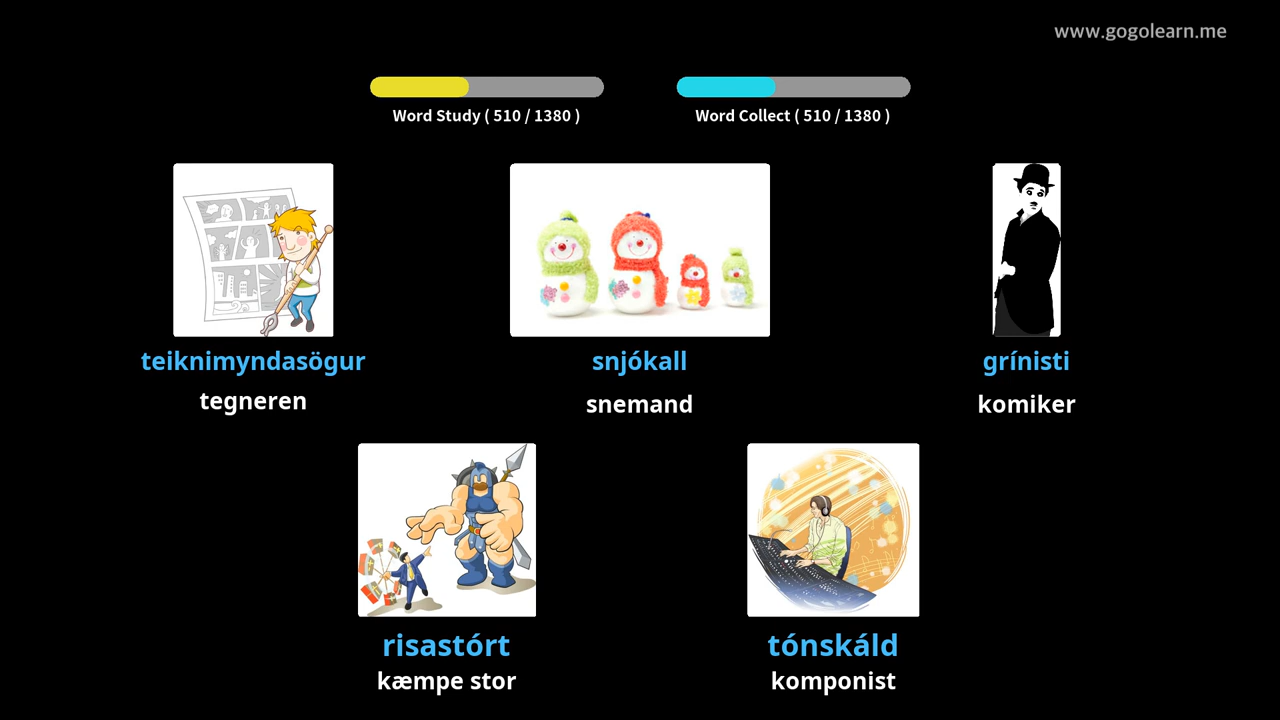 www.gogolearn.me
Word Study ( 510 / 1380 )
Word Collect ( 510 / 1380 )
teiknimyndasögur
tegneren
snjókall
snemand
grínisti
komiker
risastórt
kæmpe stor
tónskáld
komponist